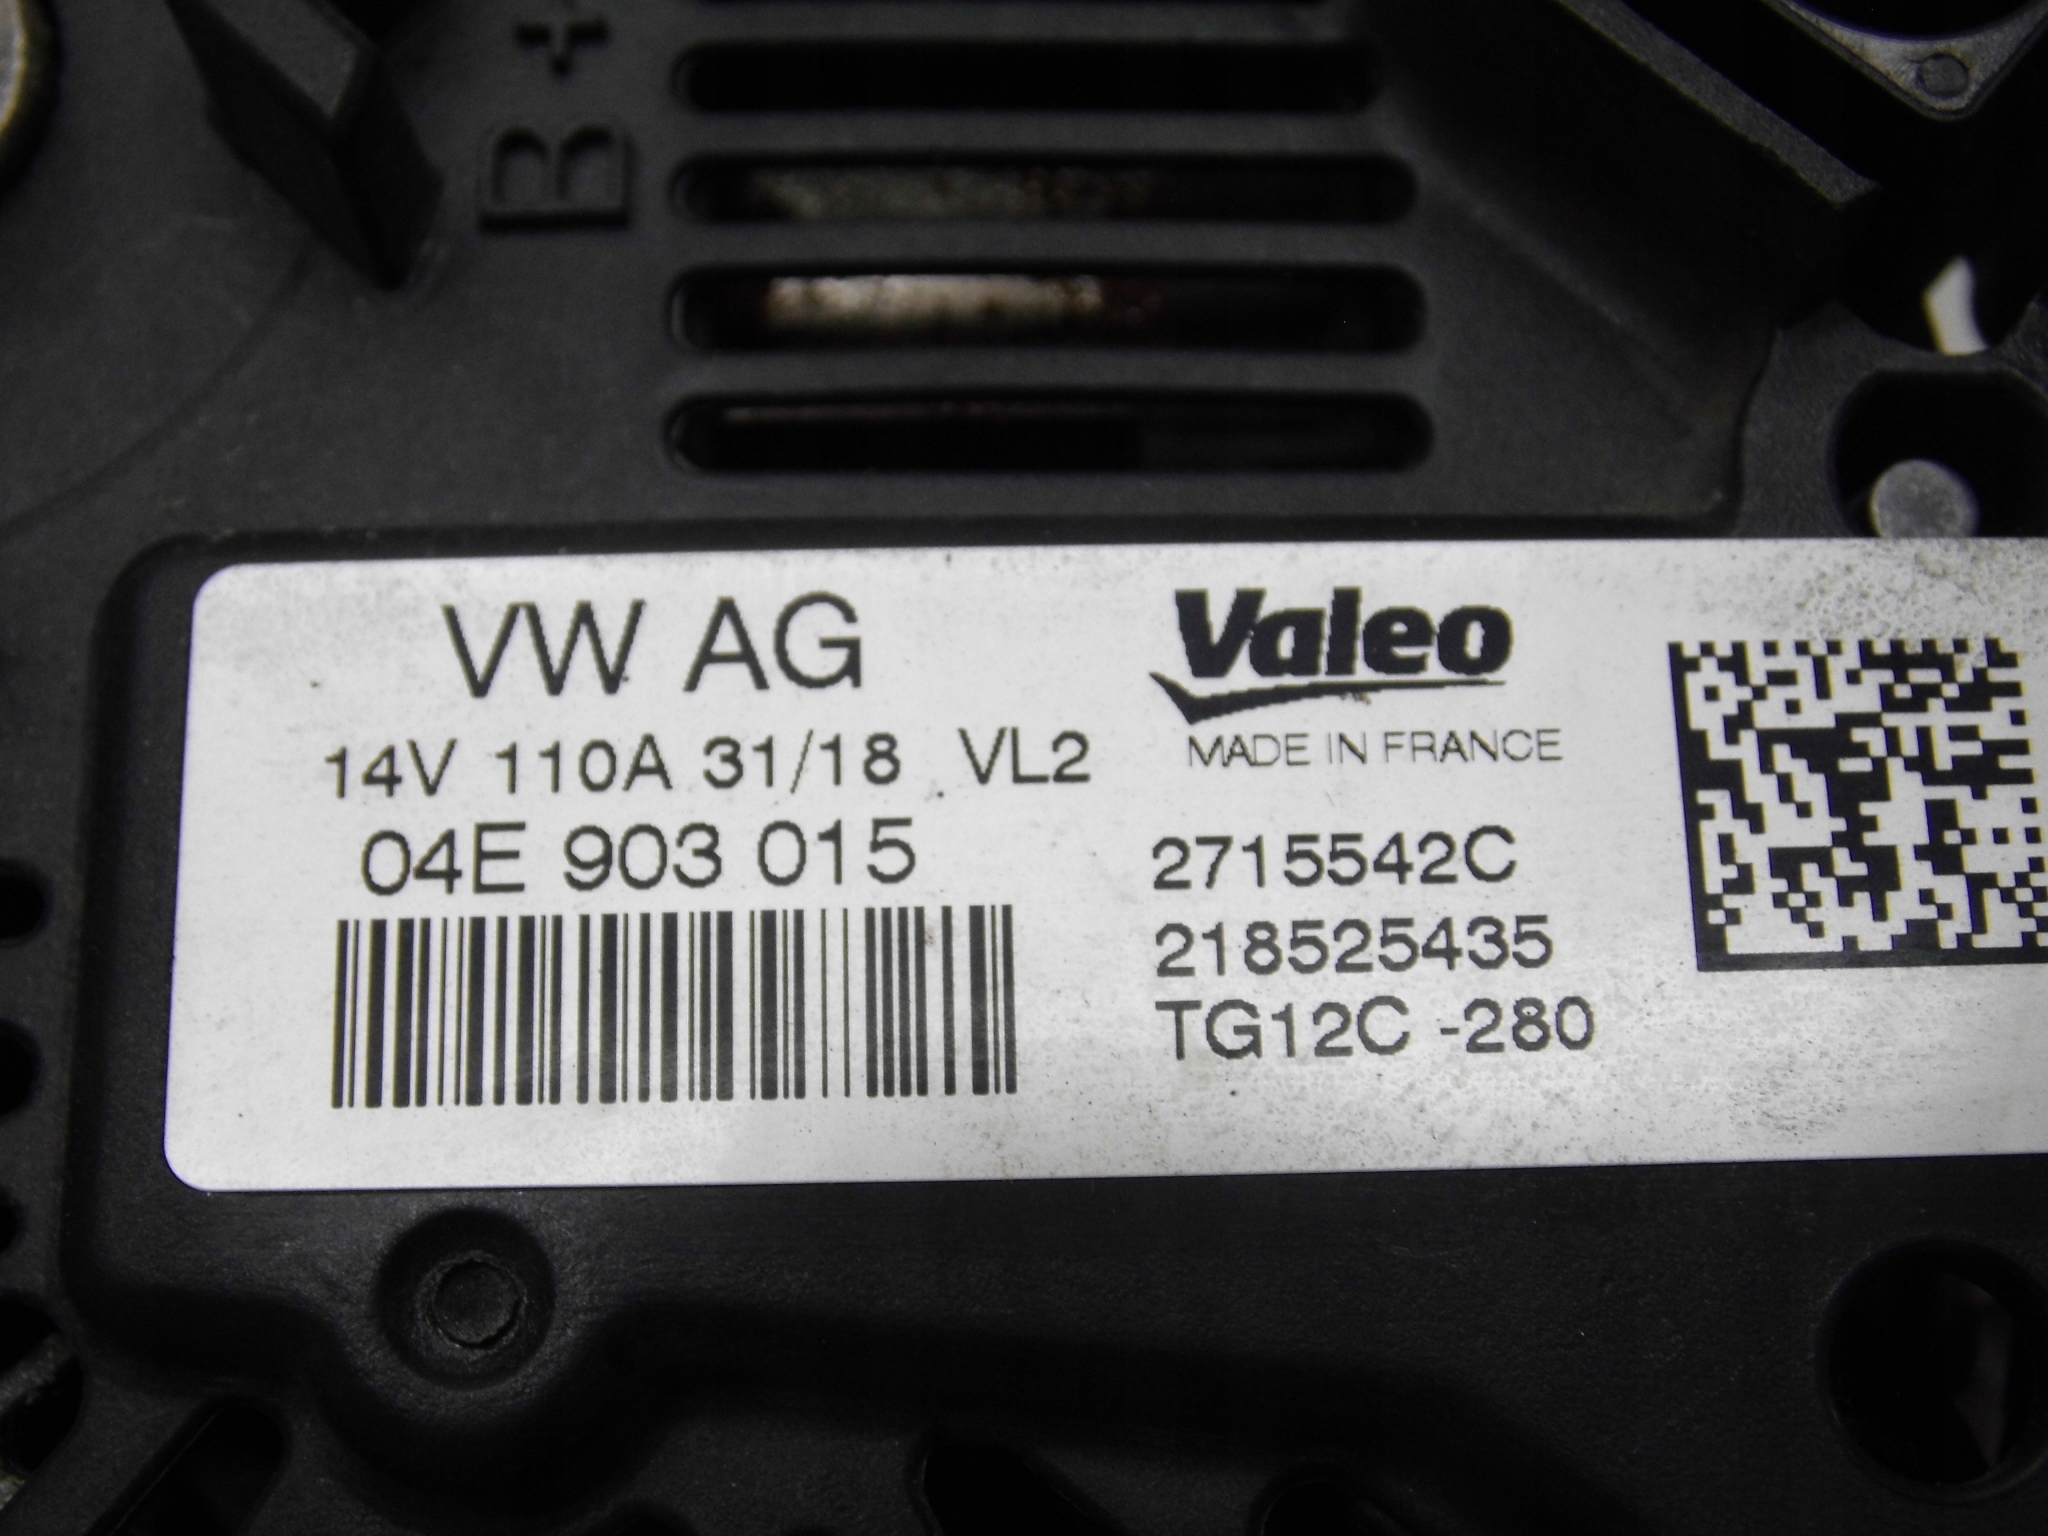 B+
VW AG
14V 110A 31/18 VL2
04E 903 015
Valeo
MADE IN FRANCE
2715542C
218525435
TG12C -280